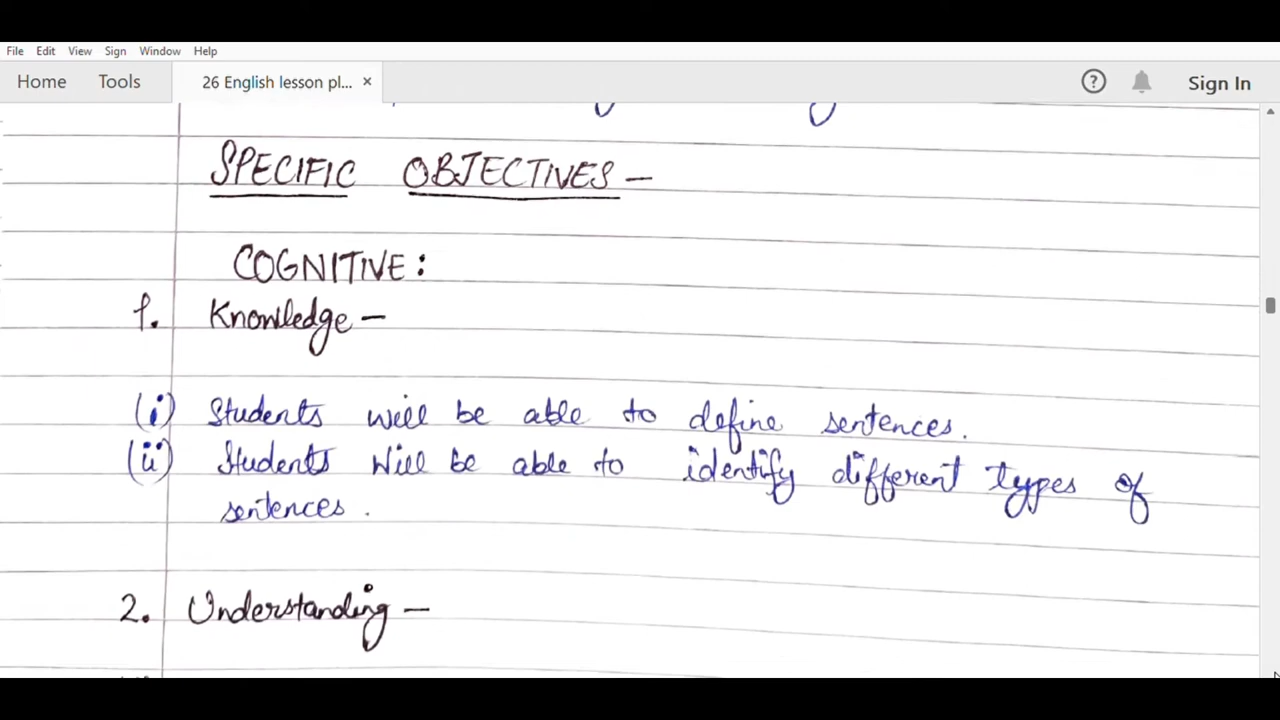 File Edit View Sign Window Help
Home Tools 26 English lesson pl... × ? Sign In
SPECIFIC OBJECTIVES –
COGNITIVE :
1. Knowledge –
(i) Students will be able to define sentences.
(ii) Students will be able to identify different types of
sentences .
2. Understanding –